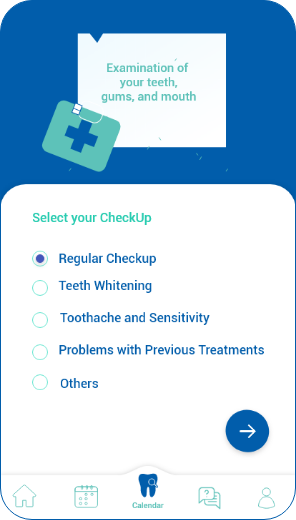 Examination of
your teeth,
gums, and mouth
Select your CheckUp
Regular Checkup
Teeth Whitening
Toothache and Sensitivity
Problems with Previous Treatments
Others
?
Calendar